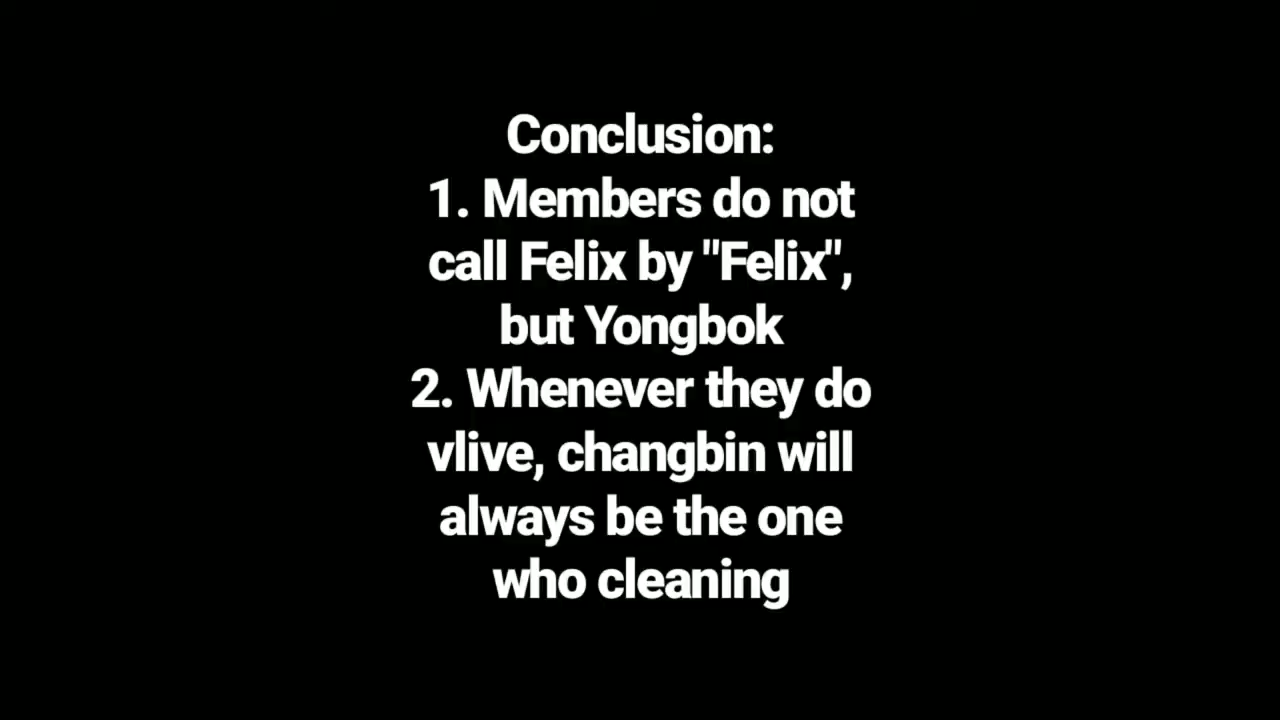 Conclusion:
1. Members do not
call Felix by "Felix",
but Yongbok
2. Whenever they do
vlive, changbin will
always be the one
who cleaning